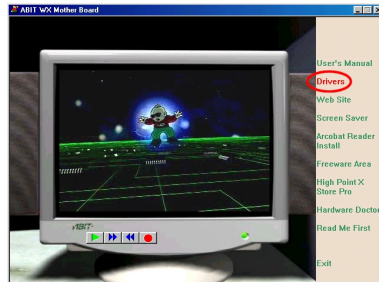 ABIT WX Mother Board
User's Manual
Drivers
Web Site
Screen Saver
Arcobat Reader
Install
Freeware Area
High Point X
Store Pro
Hardware Doctor
Read Me First
Exit
ABIT